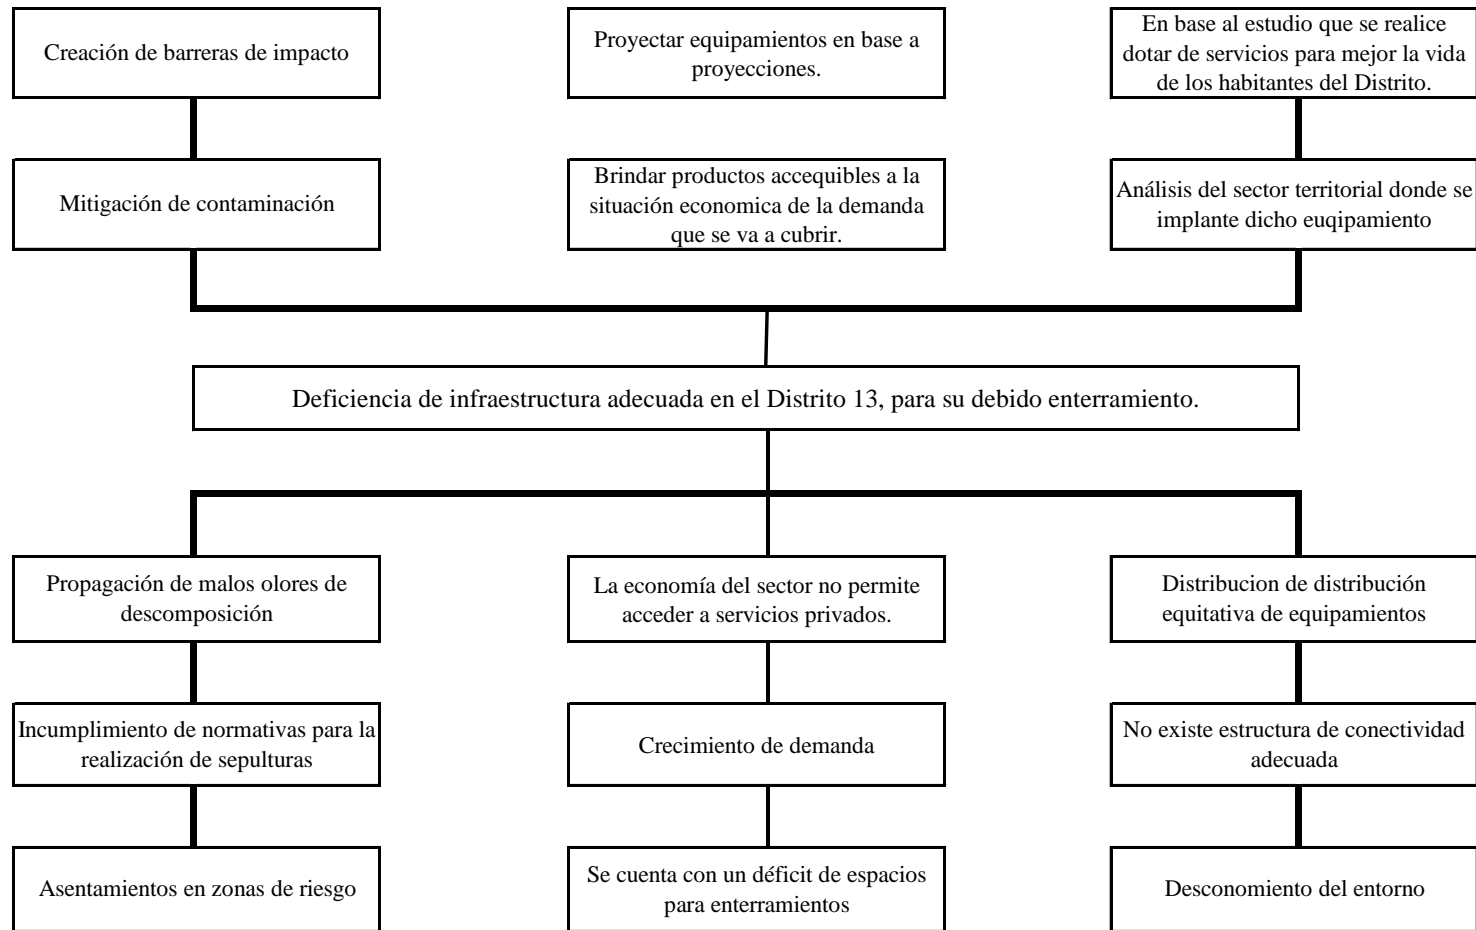 Creación de barreras de impacto
Proyectar equipamientos en base a
proyecciones.
En base al estudio que se realice
dotar de servicios para mejor la vida
de los habitantes del Distrito.
Mitigación de contaminación
Brindar productos accequibles a la
situación economica de la demanda
que se va a cubrir.
Análisis del sector territorial donde se
implante dicho euqipamiento
Deficiencia de infraestructura adecuada en el Distrito 13, para su debido enterramiento.
Propagación de malos olores de
descomposición
La economía del sector no permite
acceder a servicios privados.
Distribucion de distribución
equitativa de equipamientos
Incumplimiento de normativas para la
realización de sepulturas
Crecimiento de demanda
No existe estructura de conectividad
adecuada
Asentamientos en zonas de riesgo
Se cuenta con un déficit de espacios
para enterramientos
Desconomiento del entorno